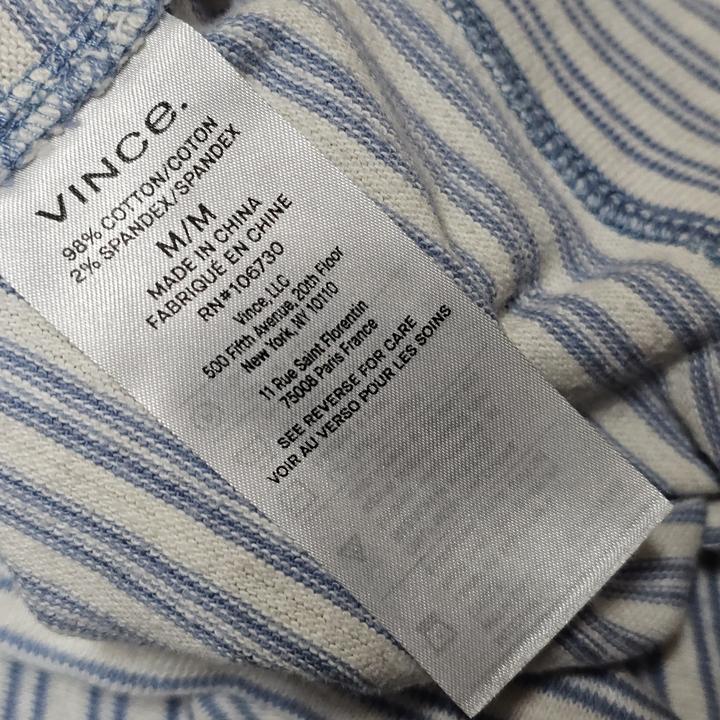 VINCE.
98% COTTON/COTON
2% SPANDEX/SPANDEX
M/M
MADE IN CHINA
FABRIQUÉ EN CHINE
RN#106730
Vince, LLC
500 Fifth Avenue, 20th Floor
New York, NY 10110
11 Rue Saint Florentin
75008 Paris France
SEE REVERSE FOR CARE
VOIR AU VERSO POUR LES SOINS